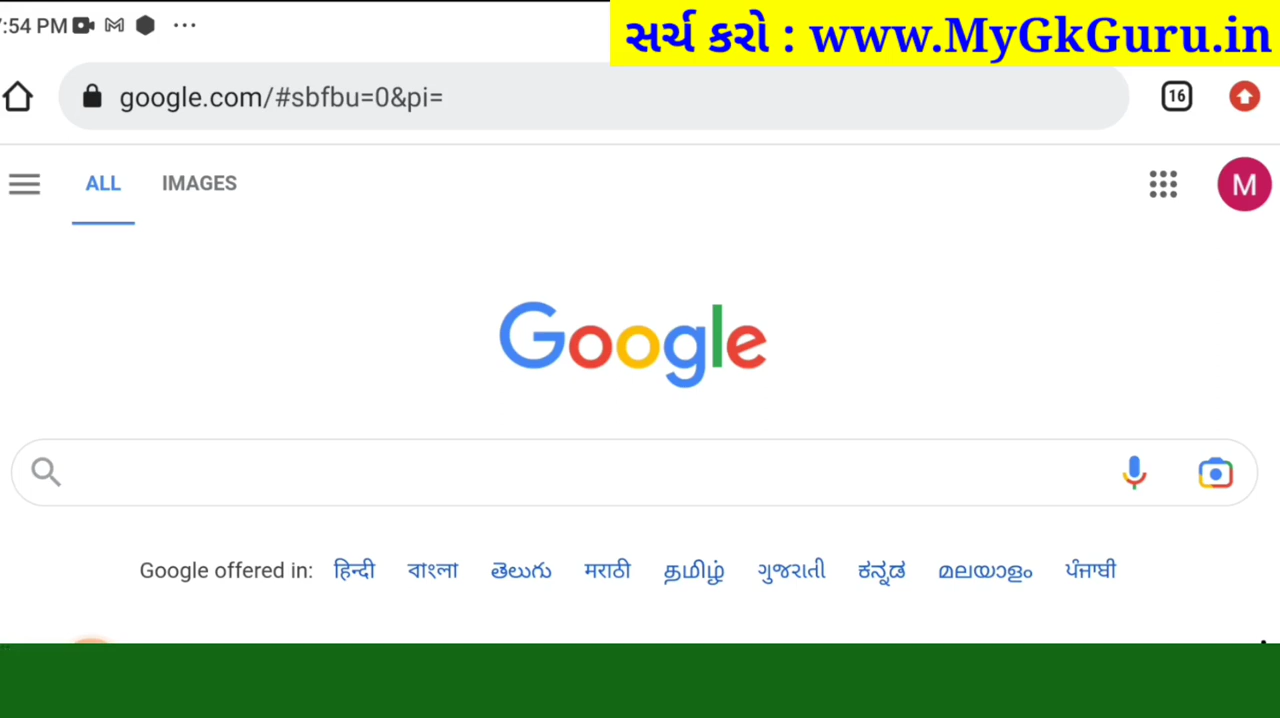 :54 PM
સર્ચ કરો : www.MyGkGuru.in
google.com/#sbfbu=0&pi=
16
ALL IMAGES
M
Google
Google offered in: हिन्दी বাংলা తెలుగు मराठी தமிழ் ગુજરાતી ಕನ್ನಡ മലയാളം ਪੰਜਾਬੀ